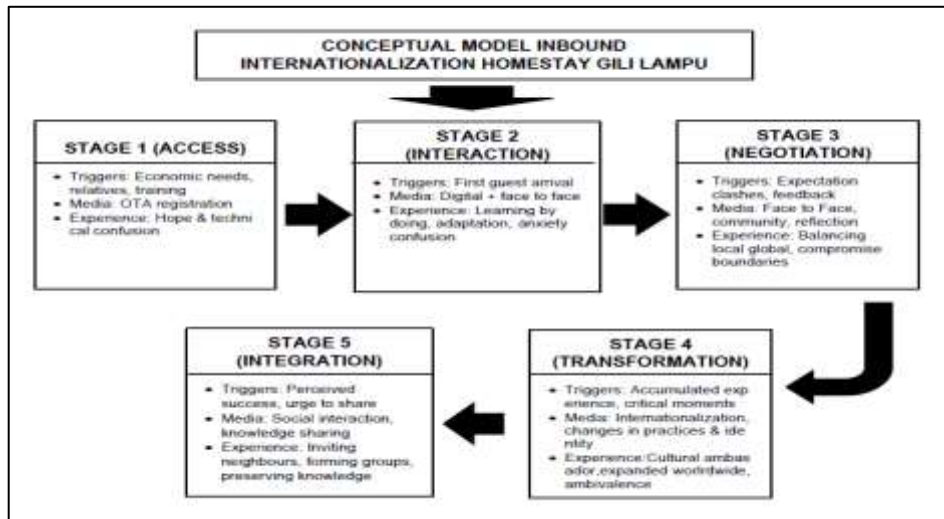 CONCEPTUAL MODEL INBOUND
INTERNATIONALIZATION HOMESTAY GILI LAMPU
STAGE 1 (ACCESS)
• Triggers: Economic needs,
relatives, training
• Media: OTA registration
• Experience: Hope & techni
cal confusion
STAGE 2
(INTERACTION)
• Triggers: First guest arrival
• Media: Digital + face to face
• Experience: Learning by
doing, adaptation, anxiety
confusion
STAGE 3
(NEGOTIATION)
• Triggers: Expectation
clashes, feedback
• Media: Face to Face,
community, reflection
• Experience: Balancing
local global, compromise
boundaries
STAGE 4
(TRANSFORMATION)
• Triggers: Accumulated exp
erience, critical moments
• Media: Internationalization,
changes in practices & ide
ntity
• Experience:Cultural ambas
ador,expanded worlrdwide,
ambivalence
STAGE 5
(INTEGRATION)
• Triggers: Perceived
success, urge to share
• Media: Social interaction,
knowledge sharing
• Experience: Inviting
neighbours, forming groups,
preserving knowledge